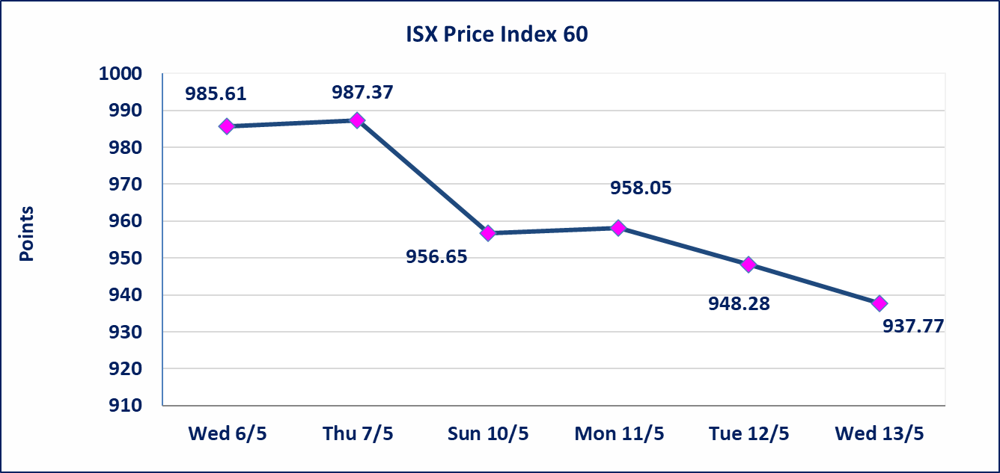 ISX Price Index 60
Points
1000
990
980
970
960
950
940
930
920
910
985.61
987.37
956.65
958.05
948.28
937.77
Wed 6/5
Thu 7/5
Sun 10/5
Mon 11/5
Tue 12/5
Wed 13/5